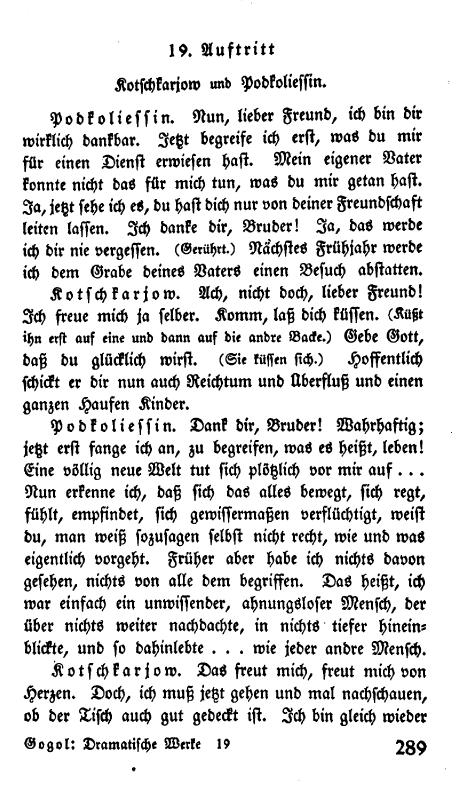 19. Auftritt
Kotschkarjow und Podkoliessin.
Podkoliessin. Nun, lieber Freund, ich bin dir
wirklich dankbar. Jetzt begreife ich erst, was du mir
für einen Dienst erwiesen hast. Mein eigener Vater
konnte nicht das für mich tun, was du mir getan hast.
Ja, jetzt sehe ich es, du hast dich nur von deiner Freundschaft
leiten lassen. Ich danke dir, Bruder! Ja, das werde
ich dir nie vergessen. (Gerührt.) Nächstes Frühjahr werde
ich dem Grabe deines Vaters einen Besuch abstatten.
Kotschkarjow. Ach, nicht doch, lieber Freund!
Ich freue mich ja selber. Komm, laß dich küssen. (Küßt
ihn erst auf eine und dann auf die andre Backe.) Gebe Gott,
daß du glücklich wirst. (Sie küssen sich.) Hoffentlich
schickt er dir nun auch Reichtum und Überfluß und einen
ganzen Haufen Kinder.
Podkoliessin. Dank dir, Bruder! Wahrhaftig;
jetzt erst fange ich an, zu begreifen, was es heißt, leben!
Eine völlig neue Welt tut sich plötzlich vor mir auf . . .
Nun erkenne ich, daß sich das alles bewegt, sich regt,
fühlt, empfindet, sich gewissermaßen verflüchtigt, weißt
du, man weiß sozusagen selbst nicht recht, wie und was
eigentlich vorgeht. Früher aber habe ich nichts davon
gesehen, nichts von alle dem begriffen. Das heißt, ich
war einfach ein unwissender, ahnungsloser Mensch, der
über nichts weiter nachdachte, in nichts tiefer hinein=
blickte, und so dahinlebte . . . wie jeder andre Mensch.
Kotschkarjow. Das freut mich, freut mich von
Herzen. Doch, ich muß jetzt gehen und mal nachschauen,
ob der Tisch auch gut gedeckt ist. Ich bin gleich wieder
Gogol: Dramatische Werke 19 289